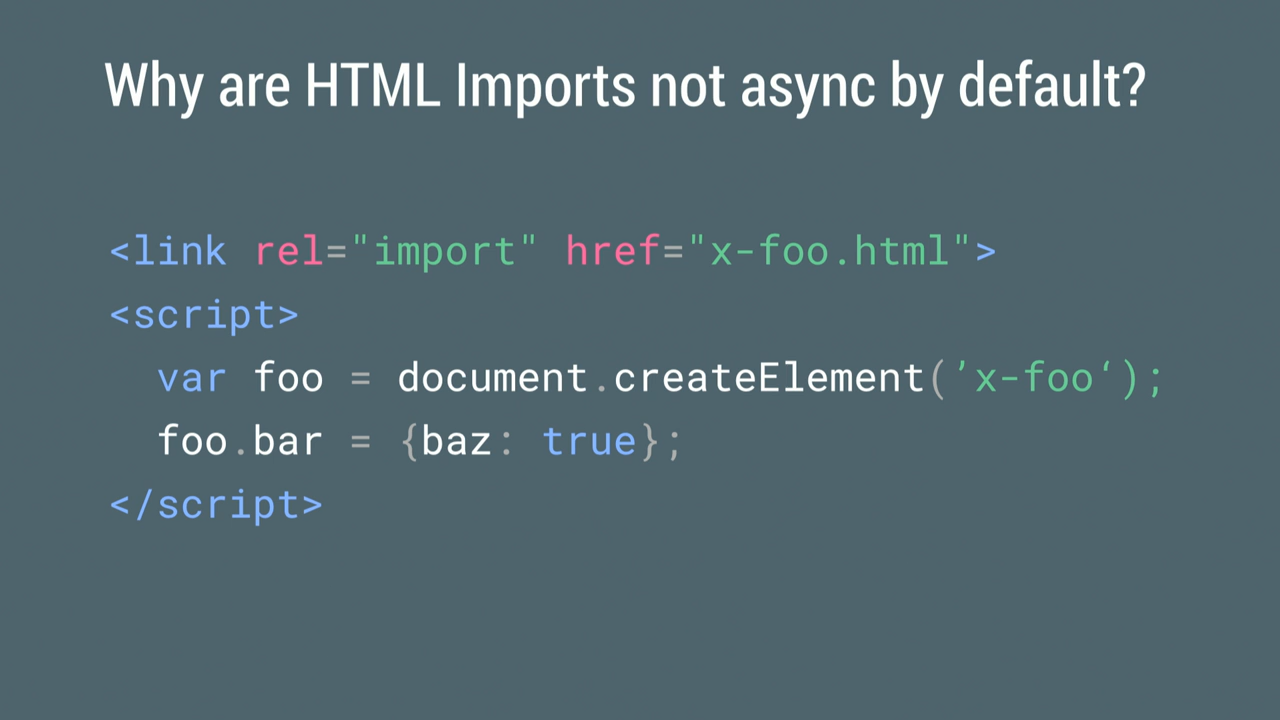 Why are HTML Imports not async by default?
<link rel="import" href="x-foo.html">
<script>
var foo = document.createElement(’x-foo‘);
foo.bar = {baz: true};
</script>